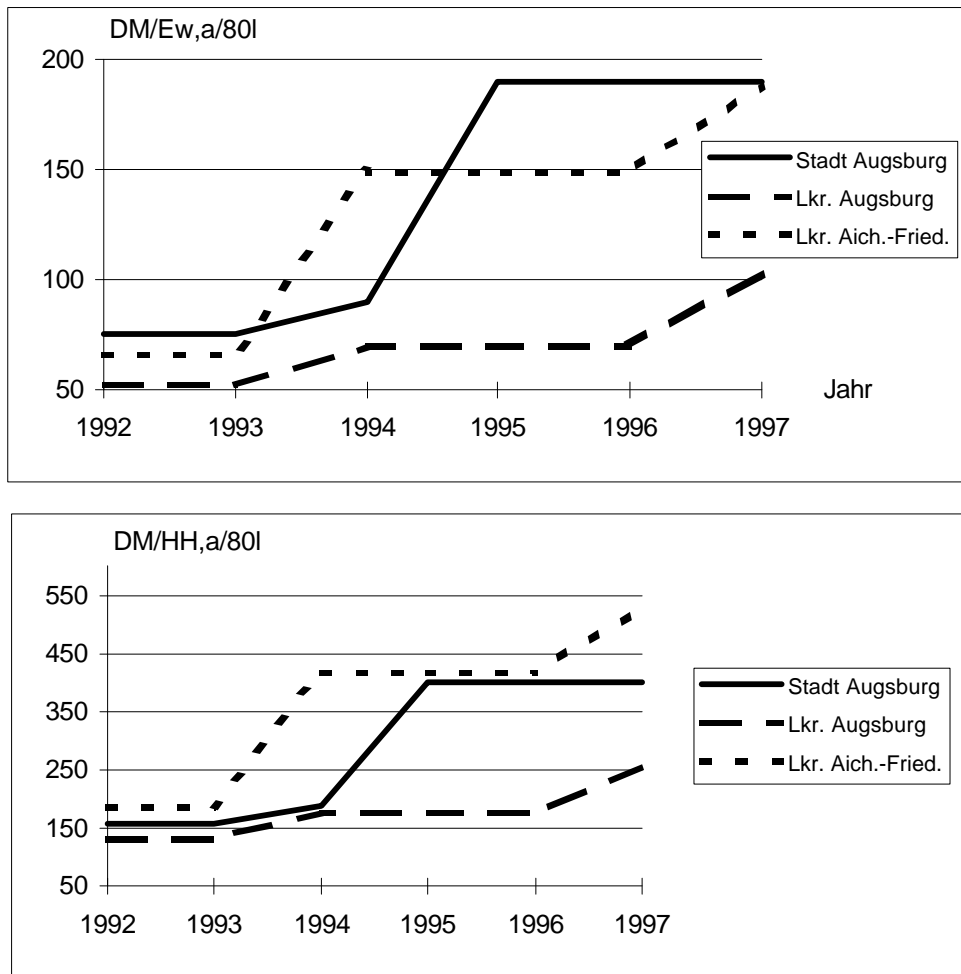 DM/Ew,a/80l
200
150
100
50
Stadt Augsburg
Lkr. Augsburg
Lkr. Aich.-Fried.
Jahr
1992 1993 1994 1995 1996 1997
DM/HH,a/80l
550
450
350
250
150
50
Stadt Augsburg
Lkr. Augsburg
Lkr. Aich.-Fried.
1992 1993 1994 1995 1996 1997